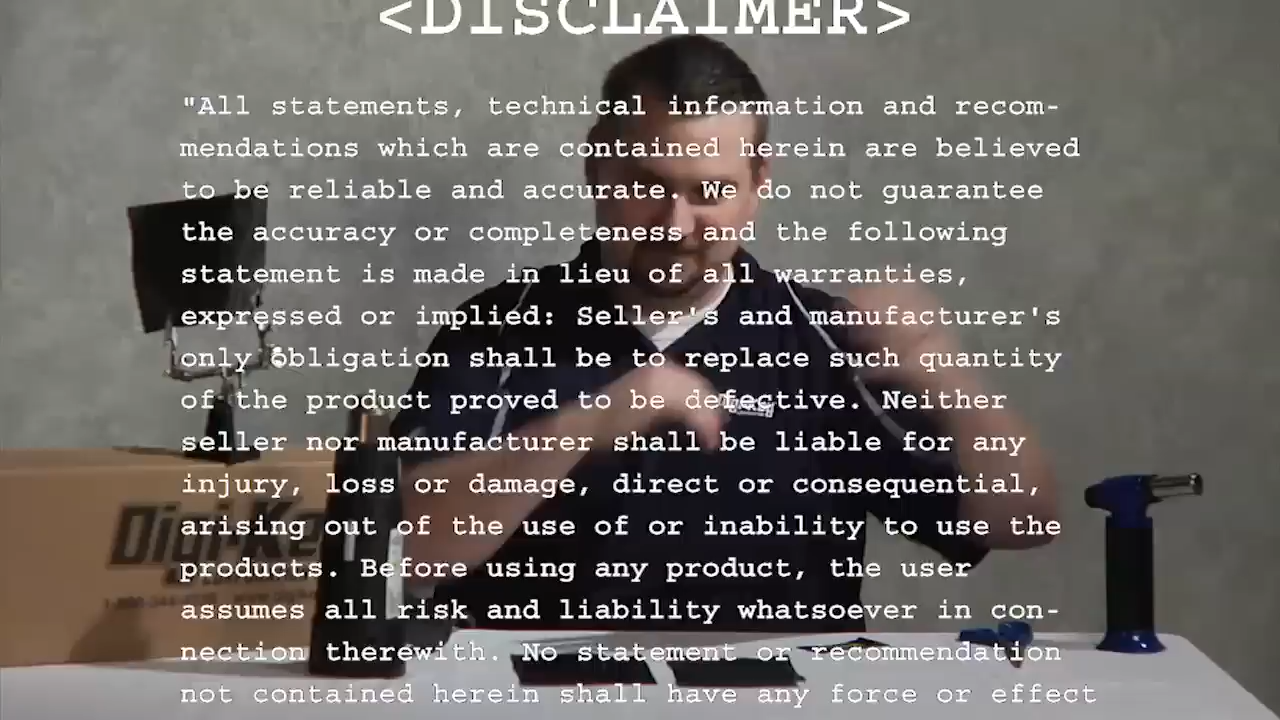 <DISCLAIMER>
"All statements, technical information and recom-
mendations which are contained herein are believed
to be reliable and accurate. We do not guarantee
the accuracy or completeness and the following
statement is made in lieu of all warranties,
expressed or implied: Seller's and manufacturer's
only obligation shall be to replace such quantity
of the product proved to be defective. Neither
seller nor manufacturer shall be liable for any
injury, loss or damage, direct or consequential,
arising out of the use of or inability to use the
products. Before using any product, the user
assumes all risk and liability whatsoever in con-
nection therewith. No statement or recommendation
not contained herein shall have any force or effect
Digi-Key